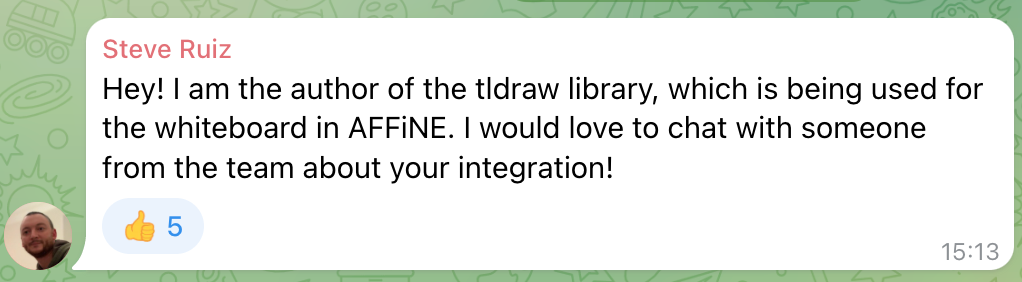 Steve Ruiz
Hey! I am the author of the tldraw library, which is being used for
the whiteboard in AFFiNE. I would love to chat with someone
from the team about your integration!
👍 5
15:13